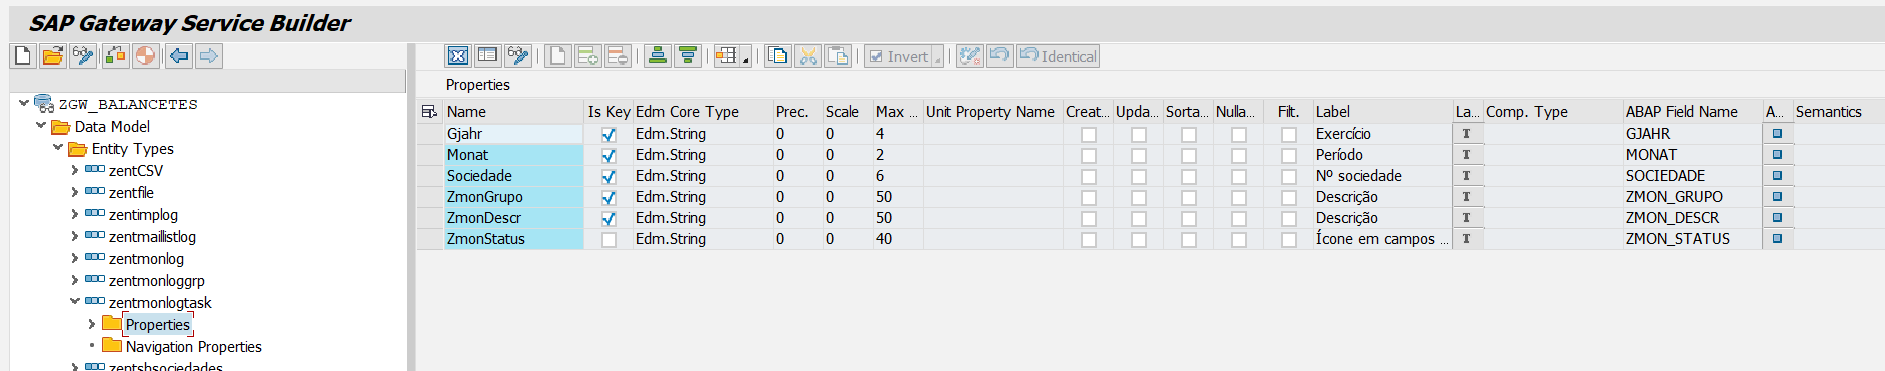 SAP Gateway Service Builder
Invert
Identical
ZGW_BALANCETES
Data Model
Entity Types
zentCSV
zentfile
zentimplog
zentmaillistlog
zentmonlog
zentmonloggrp
zentmonlogtask
Properties
Navigation Properties
zentshsociedades
Properties
Name Is Key Edm Core Type Prec. Scale Max ... Unit Property Name Creat... Upda... Sorta... Nulla... Filt. Label La... Comp. Type ABAP Field Name A... Semantics
Gjahr Edm.String 0 0 4 Exercício T GJAHR
Monat Edm.String 0 0 2 Período T MONAT
Sociedade Edm.String 0 0 6 Nº sociedade T SOCIEDADE
ZmonGrupo Edm.String 0 0 50 Descrição T ZMON_GRUPO
ZmonDescr Edm.String 0 0 50 Descrição T ZMON_DESCR
ZmonStatus Edm.String 0 0 40 Ícone em campos ... T ZMON_STATUS